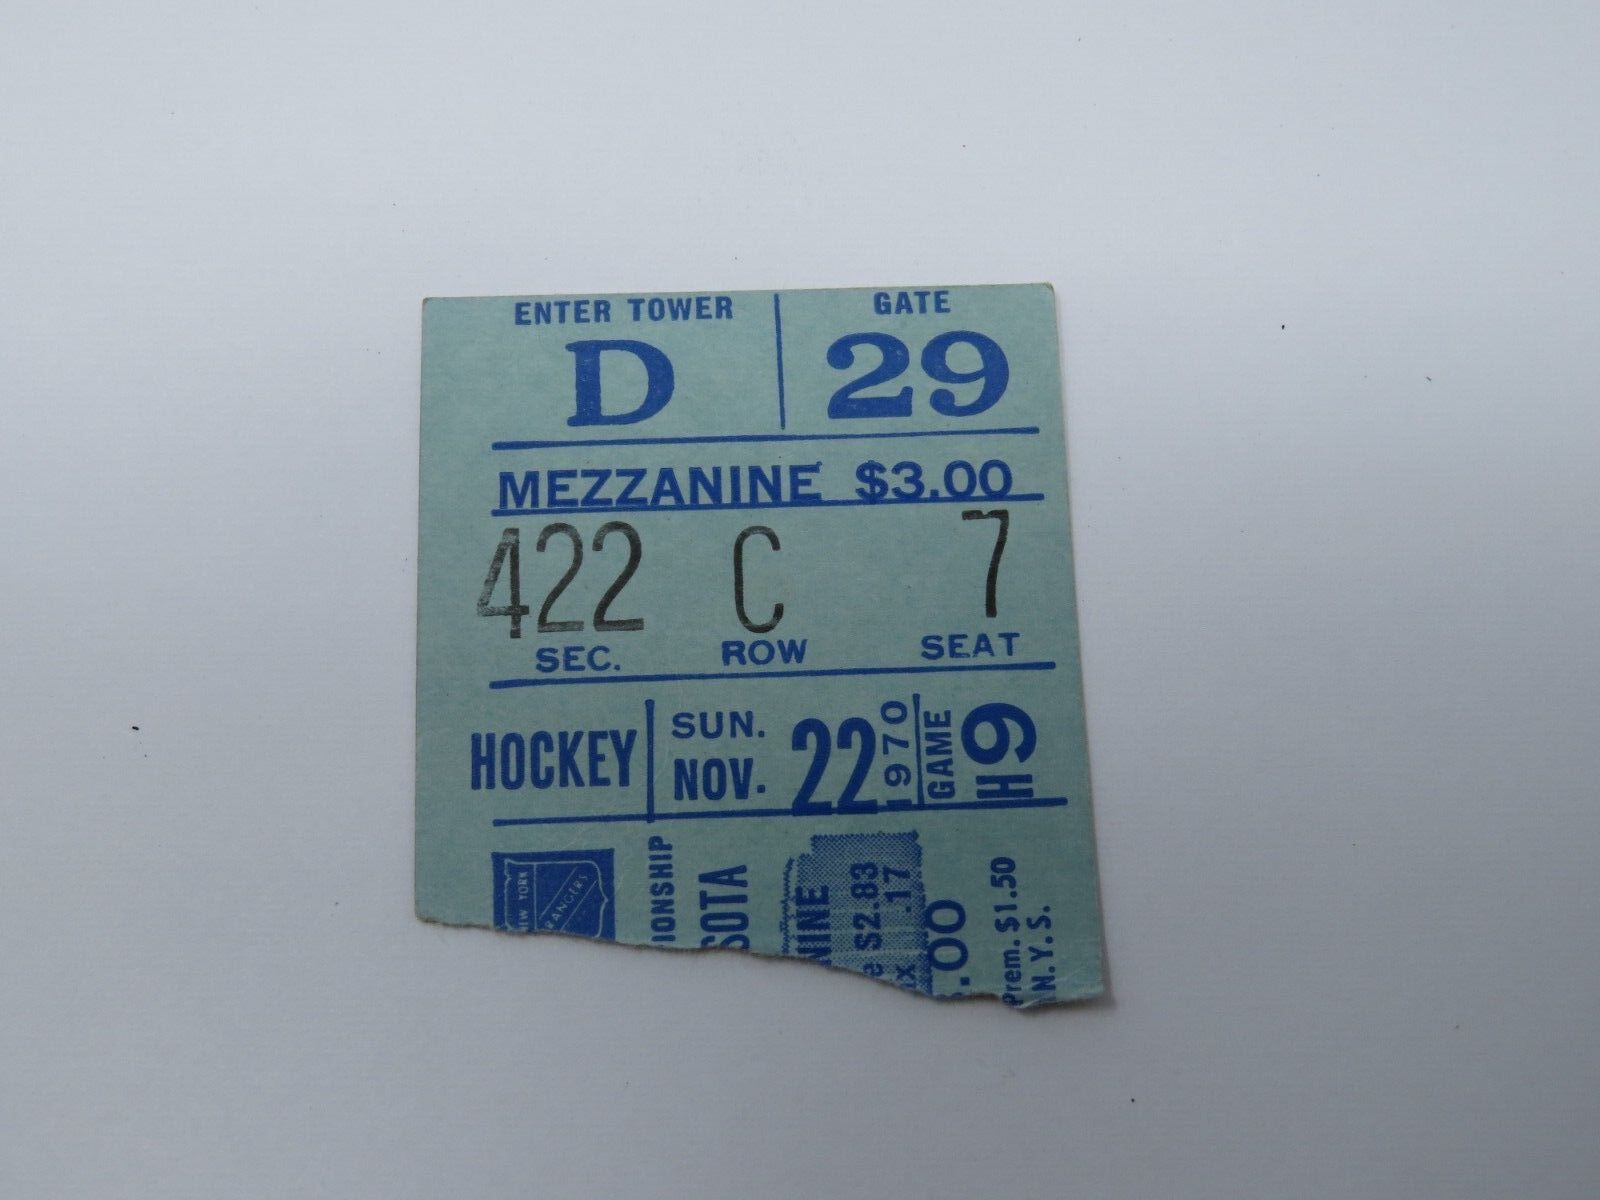 ENTER TOWER
D
GATE
29
MEZZANINE $3.00
422 C 7
SEC. ROW SEAT
HOCKEY
SUN.
NOV. 22
1970
GAME
H9
NEW YORK
RANGERS
IONSHIP
SOTA
NINE
$2.83
.17
.00
Prem. $1.50
N.Y.S.